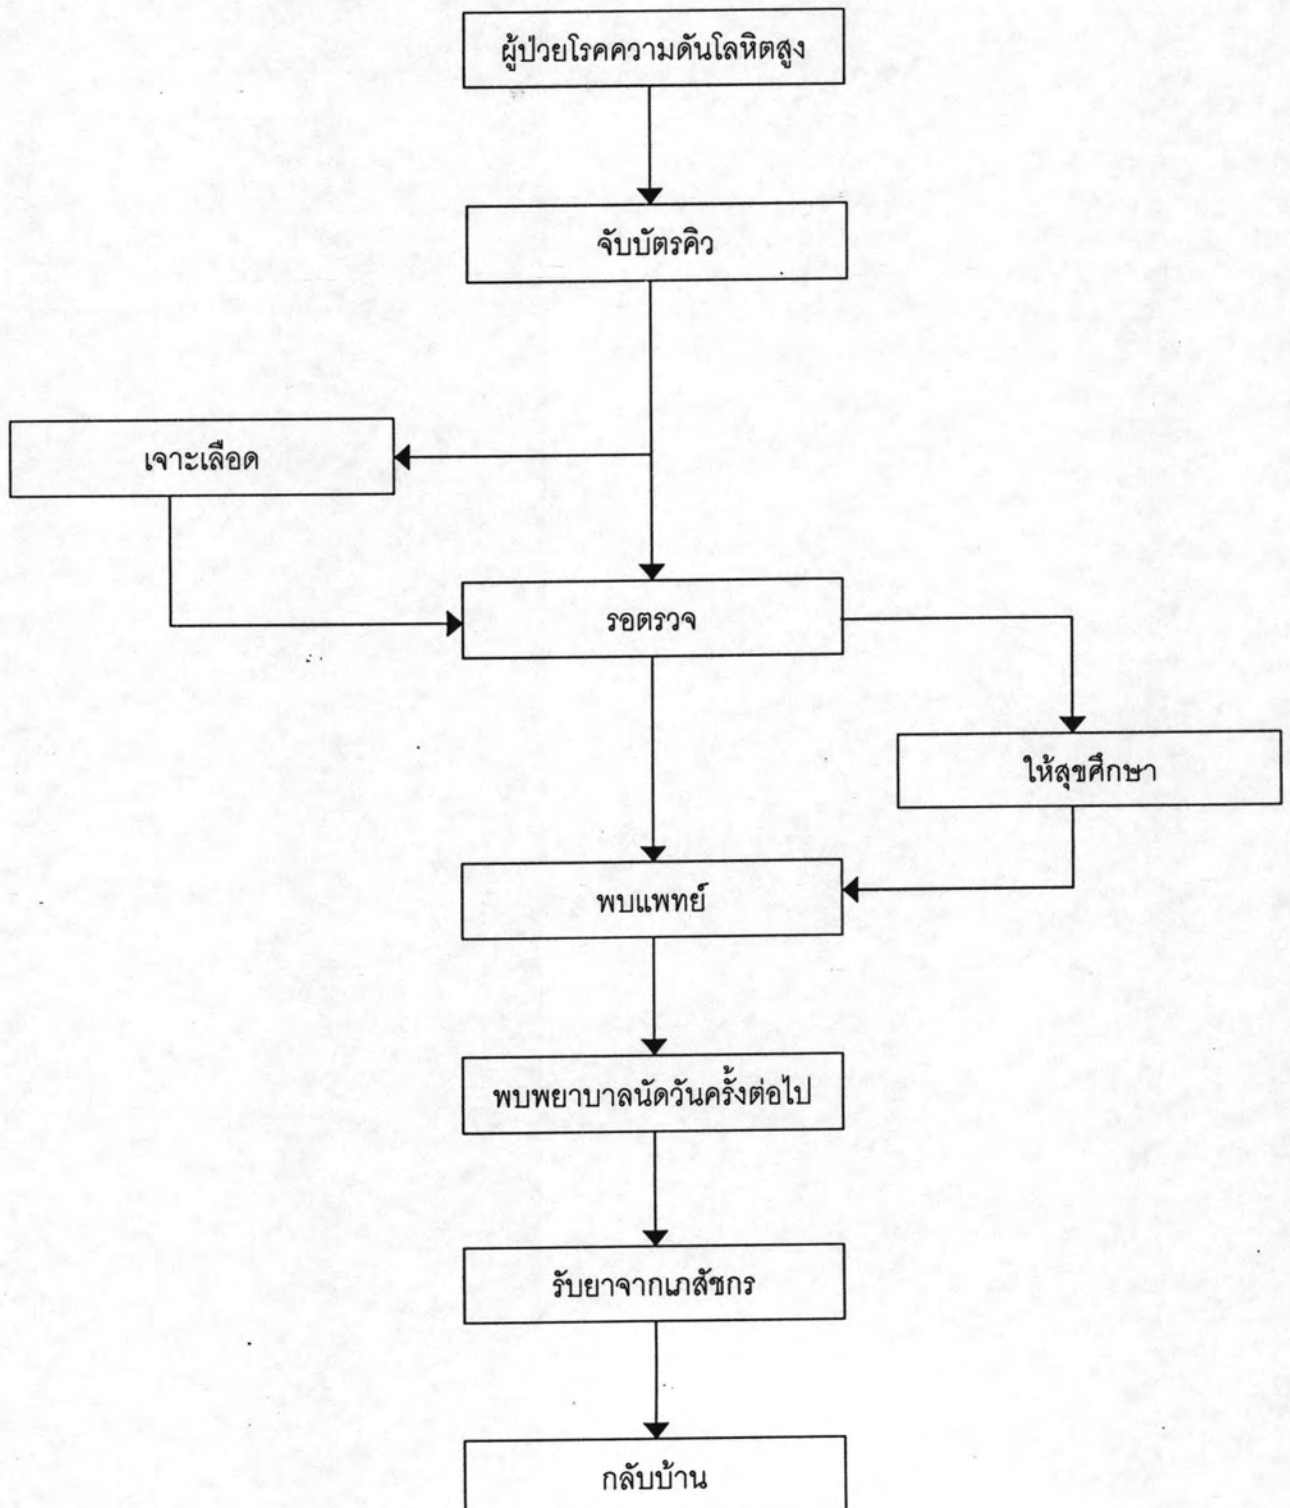 ผู้ป่วยโรคความดันโลหิตสูง
จับบัตรคิว
เจาะเลือด
รอตรวจ
ให้สุขศึกษา
พบแพทย์
พบพยาบาลนัดวันครั้งต่อไป
รับยาจากเภสัชกร
กลับบ้าน